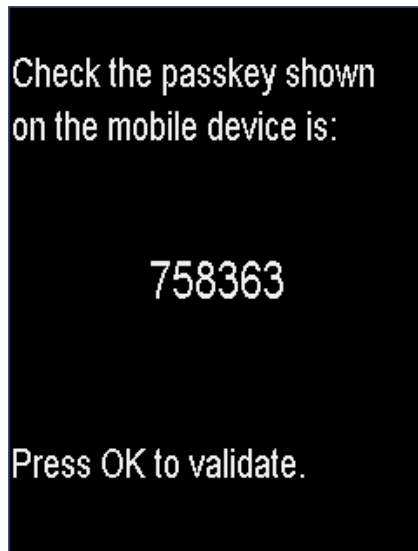 Check the passkey shown
on the mobile device is:
758363
Press OK to validate.